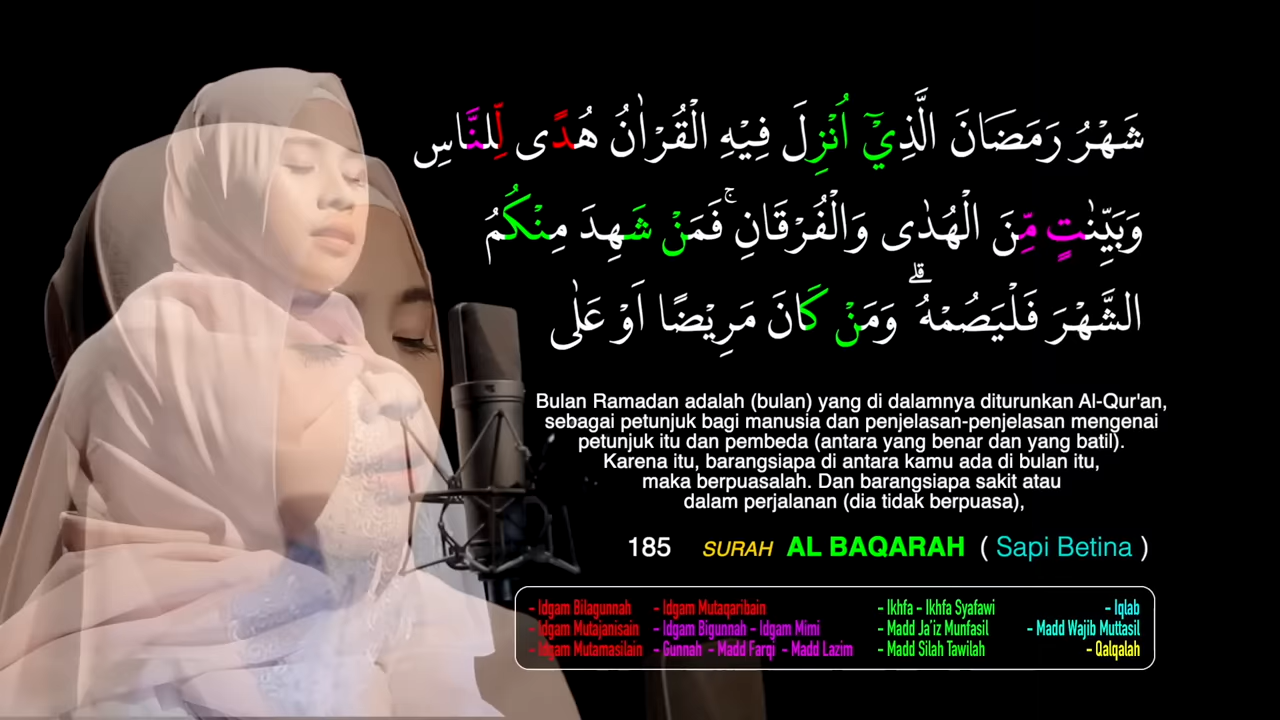 شَهْرُ رَمَضَانَ الَّذِيْٓ اُنْزِلَ فِيْهِ الْقُرْاٰنُ هُدًى لِّلنَّاسِ
وَبَيِّنٰتٍ مِّنَ الْهُدٰى وَالْفُرْقَانِۚ فَمَنْ شَهِدَ مِنْكُمُ
الشَّهْرَ فَلْيَصُمْهُۗ وَمَنْ كَانَ مَرِيْضًا اَوْ عَلٰى
Bulan Ramadan adalah (bulan) yang di dalamnya diturunkan Al-Qur'an,
sebagai petunjuk bagi manusia dan penjelasan-penjelasan mengenai
petunjuk itu dan pembeda (antara yang benar dan yang batil).
Karena itu, barangsiapa di antara kamu ada di bulan itu,
maka berpuasalah. Dan barangsiapa sakit atau
dalam perjalanan (dia tidak berpuasa),
185 SURAH AL BAQARAH ( Sapi Betina )
- Idgam Bilagunnah - Idgam Mutaqaribain - Ikhfa - Ikhfa Syafawi - Iqlab
- Idgam Mutajanisain - Idgam Bigunnah - Idgam Mimi - Madd Ja'iz Munfasil - Madd Wajib Muttasil
- Idgam Mutamasilain - Gunnah - Madd Farqi - Madd Lazim - Madd Silah Tawilah - Qalqalah